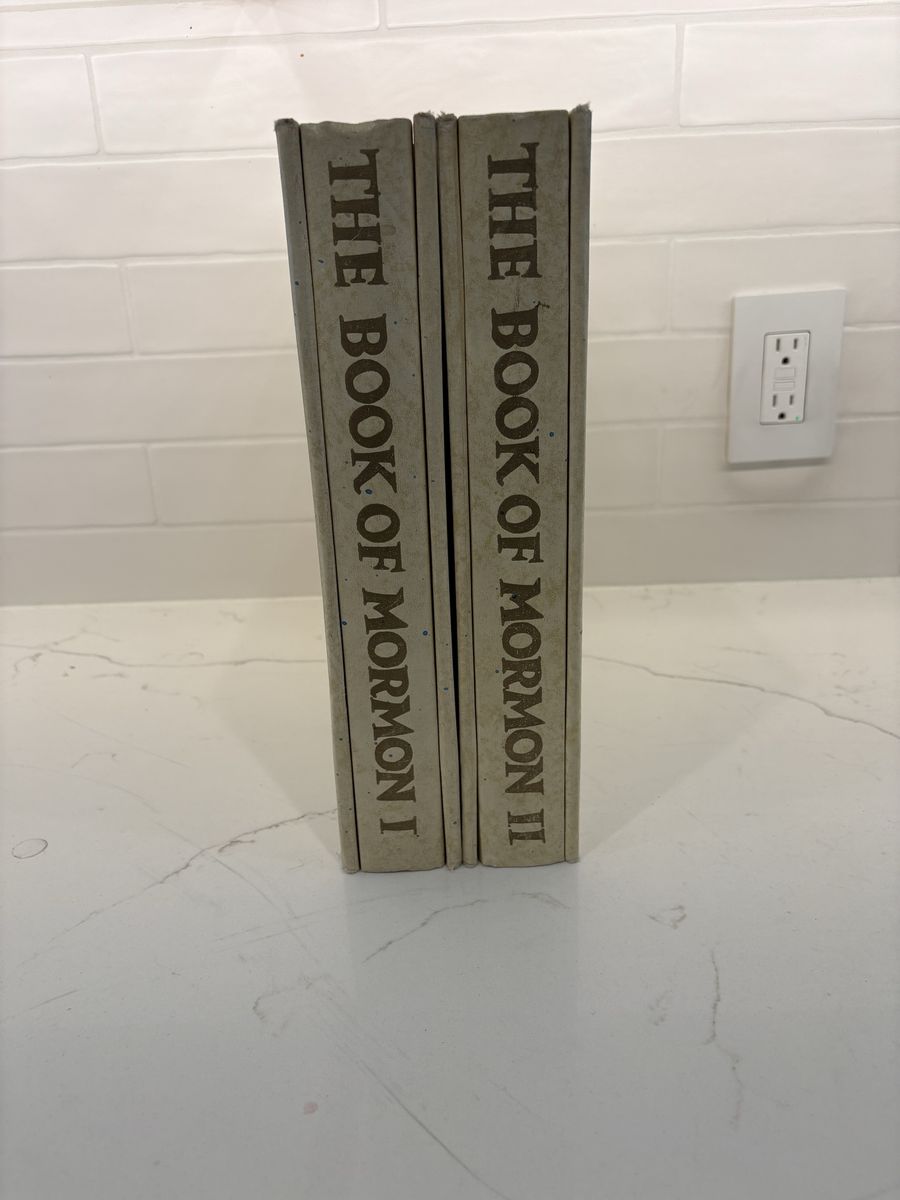 THE BOOK OF MORMON I
THE BOOK OF MORMON II